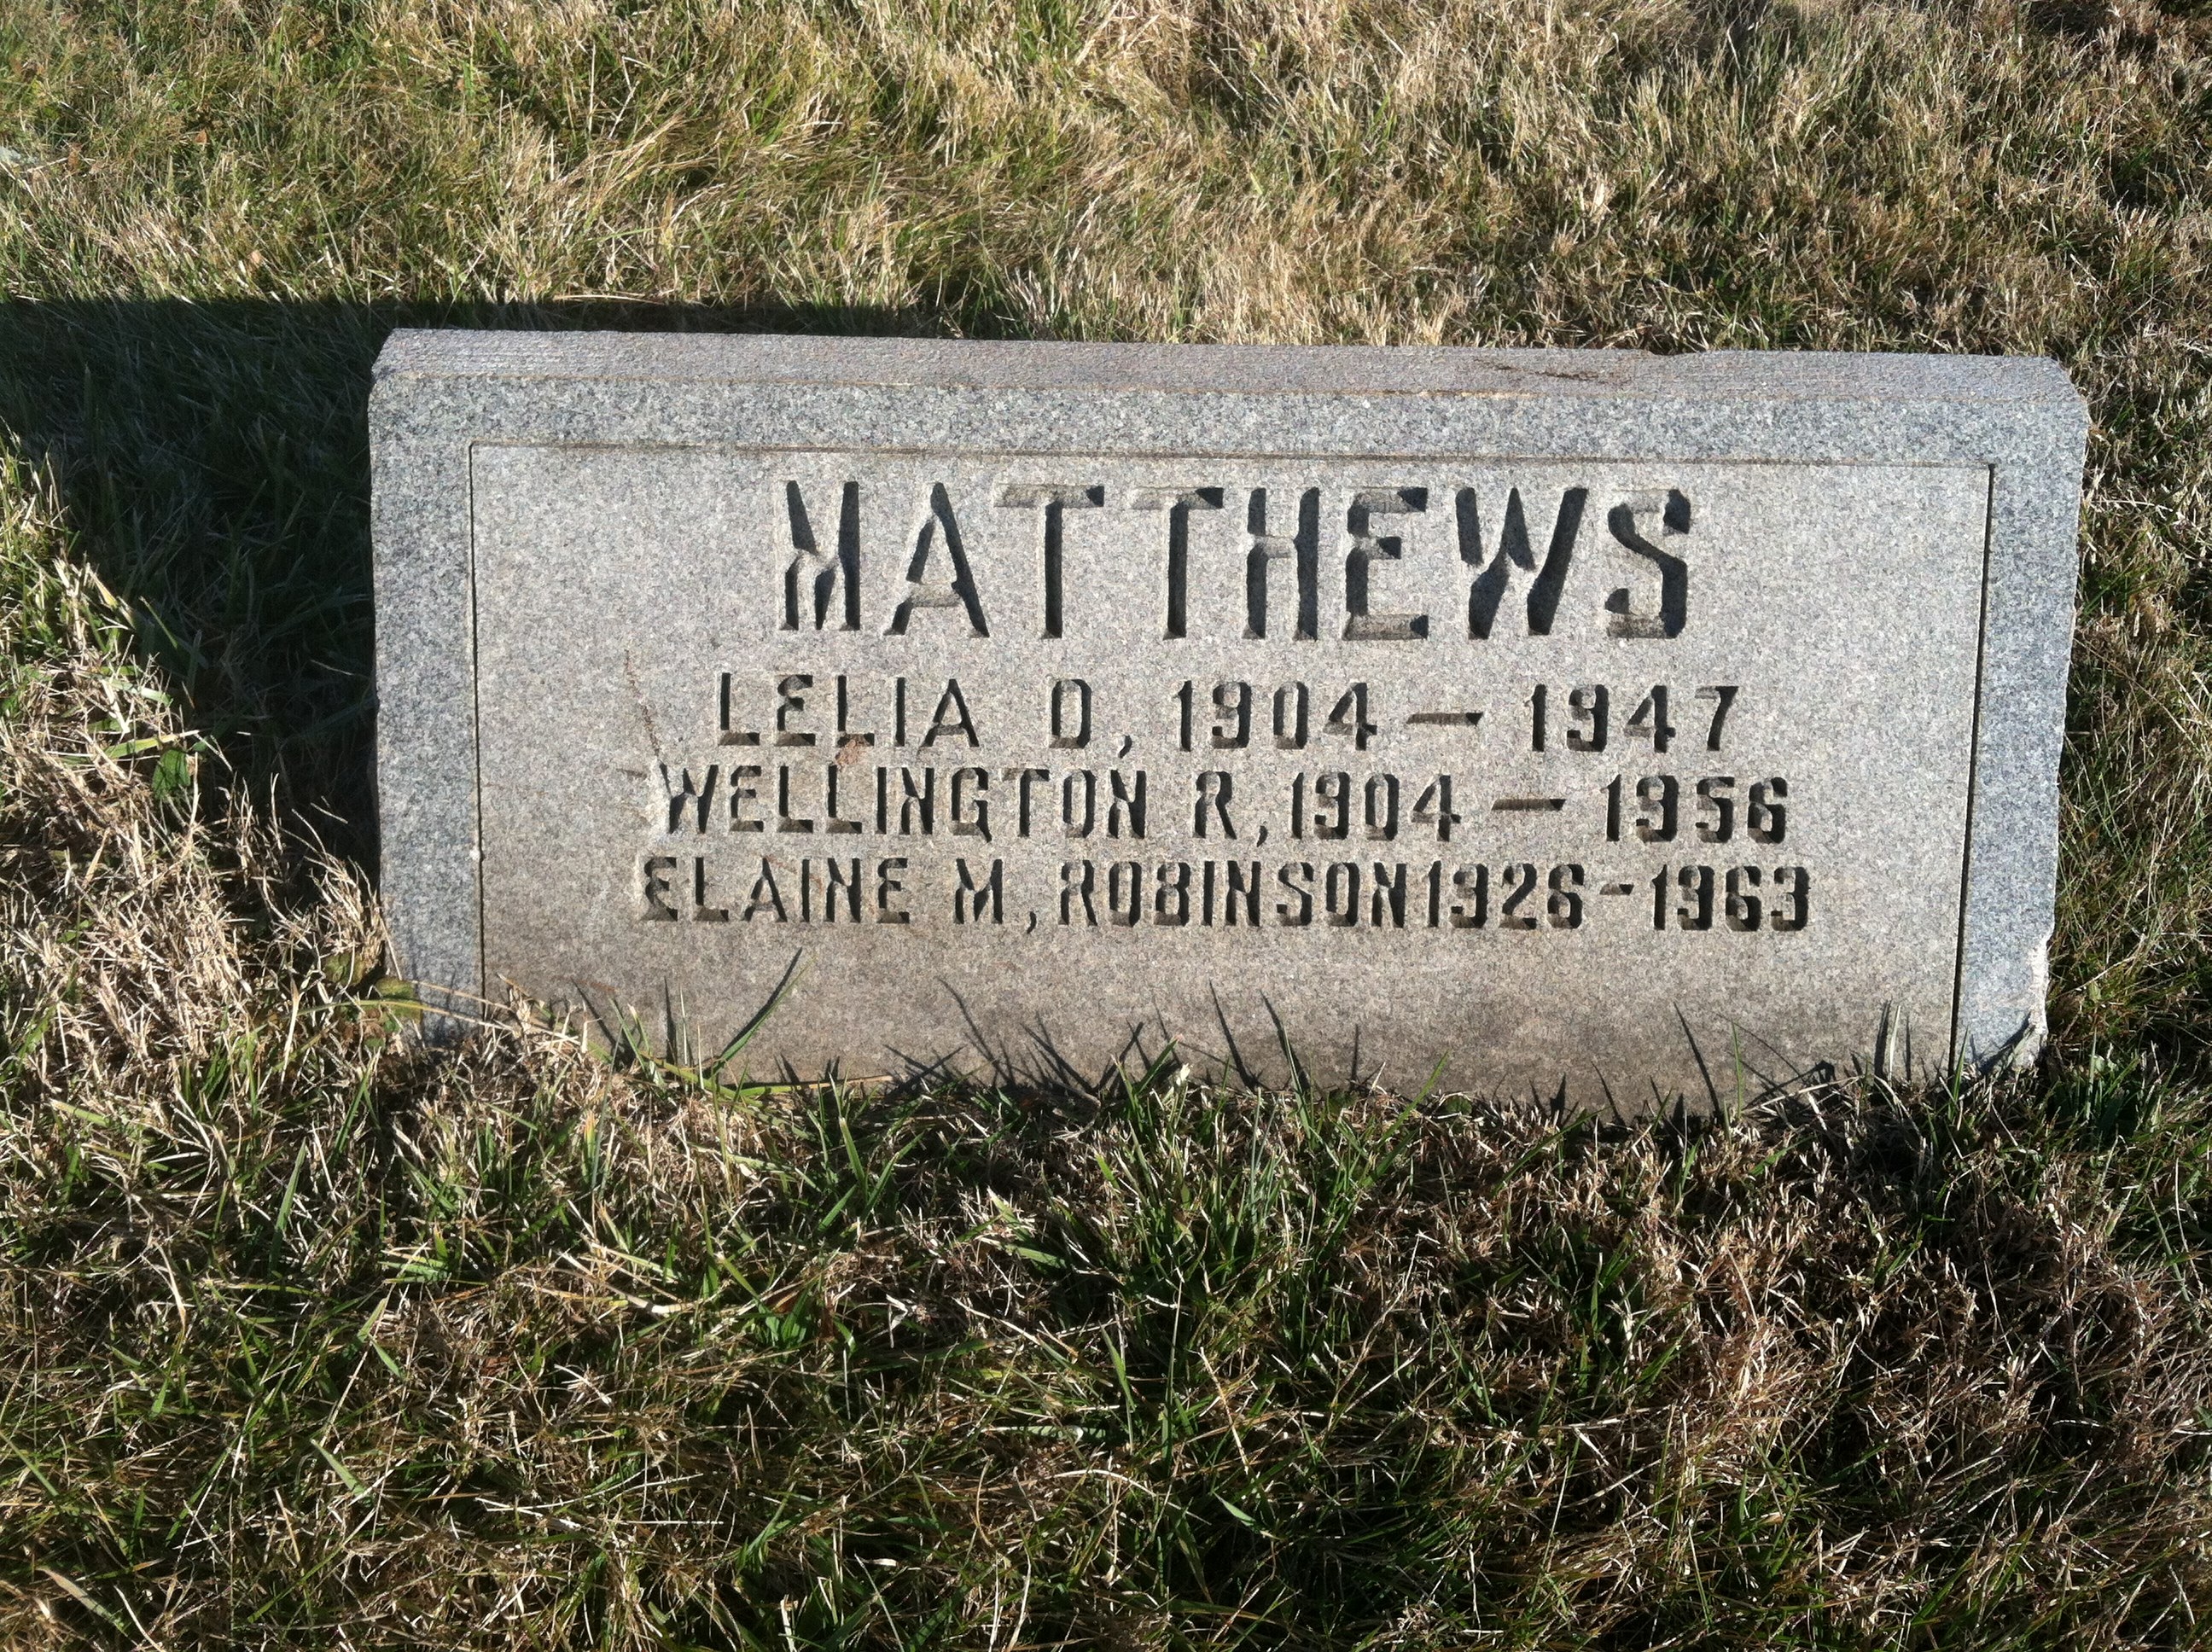 MATTHEWS
LELIA D, 1904 — 1947
WELLINGTON R, 1904 — 1956
ELAINE M, ROBINSON 1926-1963